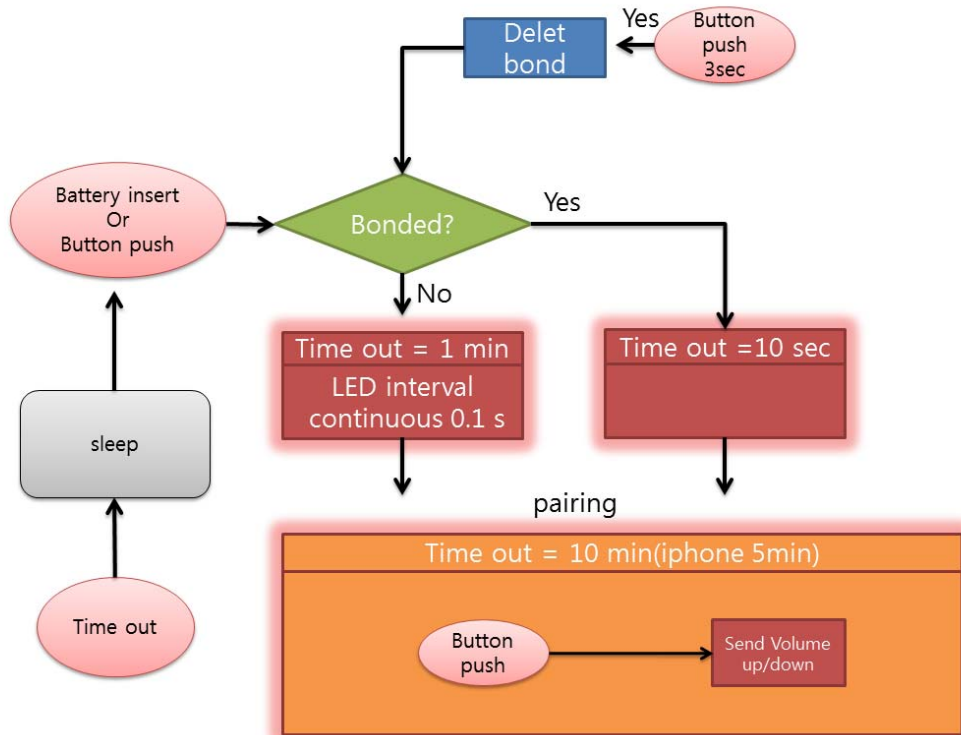 Delet
bond
Yes
Button
push
3sec
Battery insert
Or
Button push
Bonded?
Yes
No
Time out = 1 min
LED interval
continuous 0.1 s
Time out =10 sec
sleep
pairing
Time out = 10 min(iphone 5min)
Time out
Button
push
Send Volume
up/down